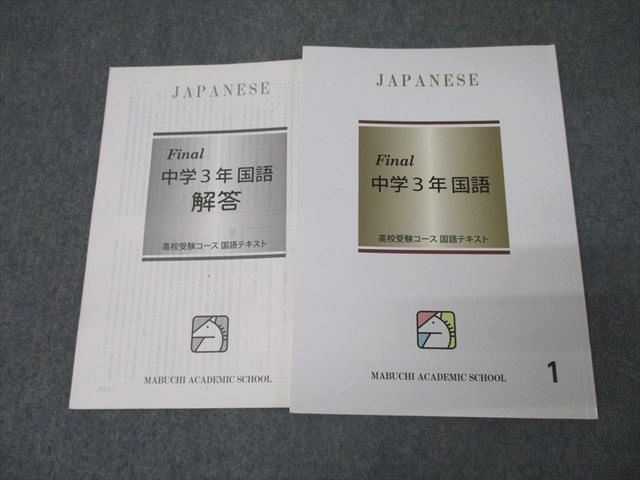 JAPANESE
Final
中学3年国語
解答
高校受験コース 国語テキスト
MABUCHI ACADEMIC SCHOOL
JAPANESE
Final
中学3年 国語
高校受験コース 国語テキスト
MABUCHI ACADEMIC SCHOOL
1